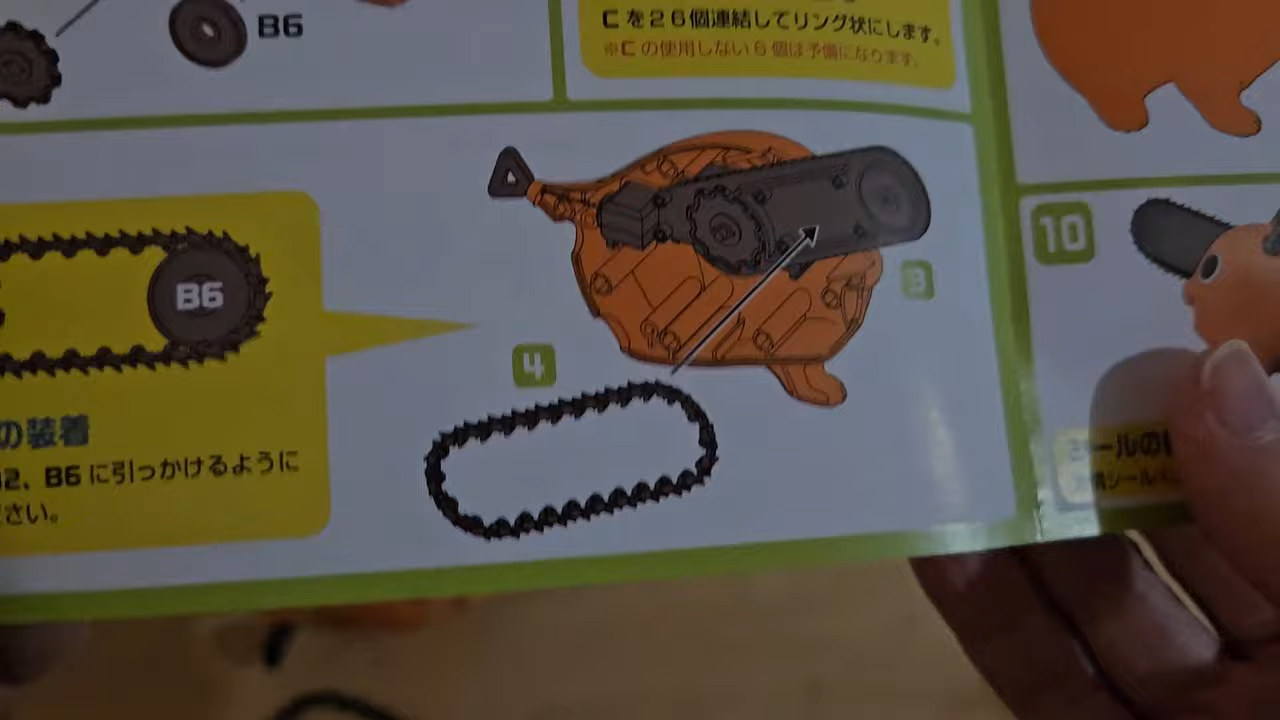 B6
Cを26個連結してリング状にします。
※Cの使用しない6個は予備になります。
10
B6
3
4
の装着
B6に引っかけるように
さい。